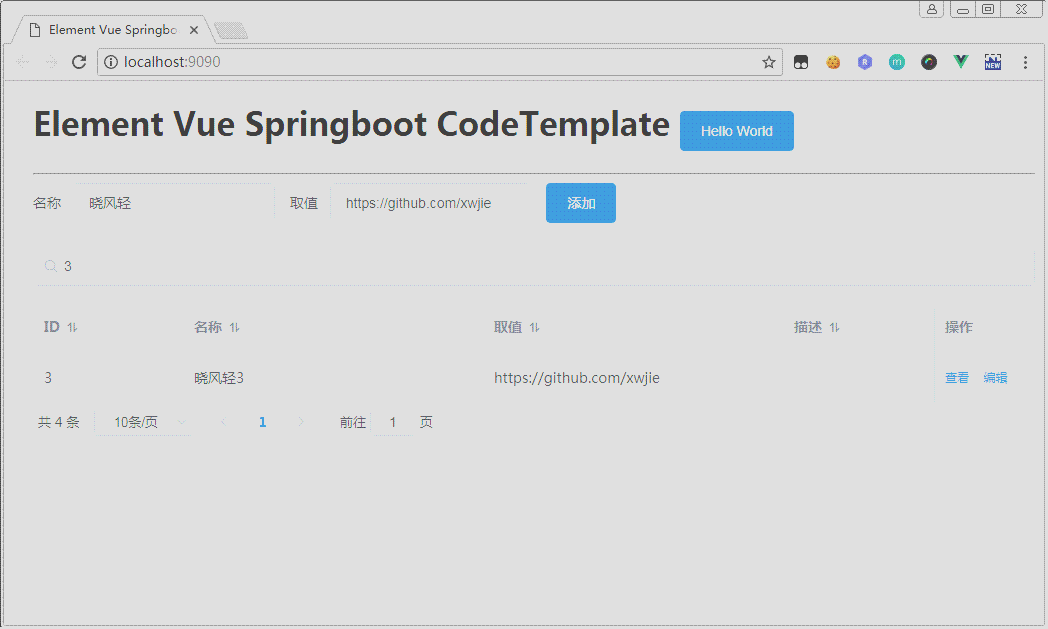 Element Vue Springbo
localhost:9090
R m NEW
Element Vue Springboot CodeTemplate Hello World
名称 晓风轻 取值 https://github.com/xwjie 添加
3
ID 名称 取值 描述 操作
3 晓风轻3 https://github.com/xwjie 查看 编辑
共 4 条 10条/页 1 前往 1 页